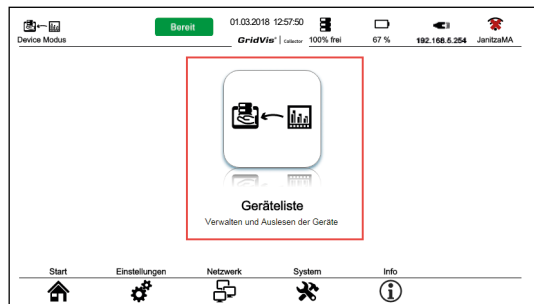 Bereit
01.03.2018 12:57:50
Device Modus
GridVis® | Collector
100% frei
67 %
192.168.5.254
JanitzaMA
Geräteliste
Verwalten und Auslesen der Geräte
Start
Einstellungen
Netzwerk
System
Info